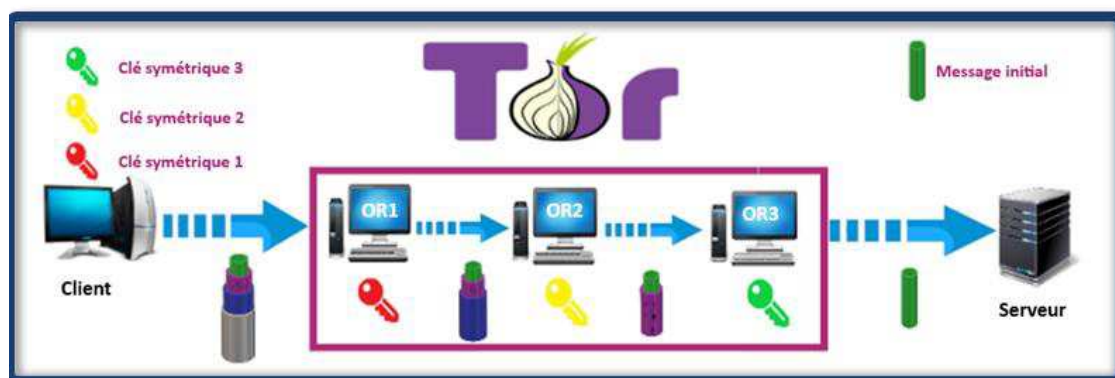 Clé symétrique 3
Clé symétrique 2
Clé symétrique 1
Tor
Message initial
OR1
OR2
OR3
Client
Serveur